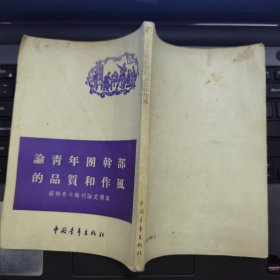 論青年團幹部
的品質和作風
蘇聯青年報刊論文選集
中國青年出版社